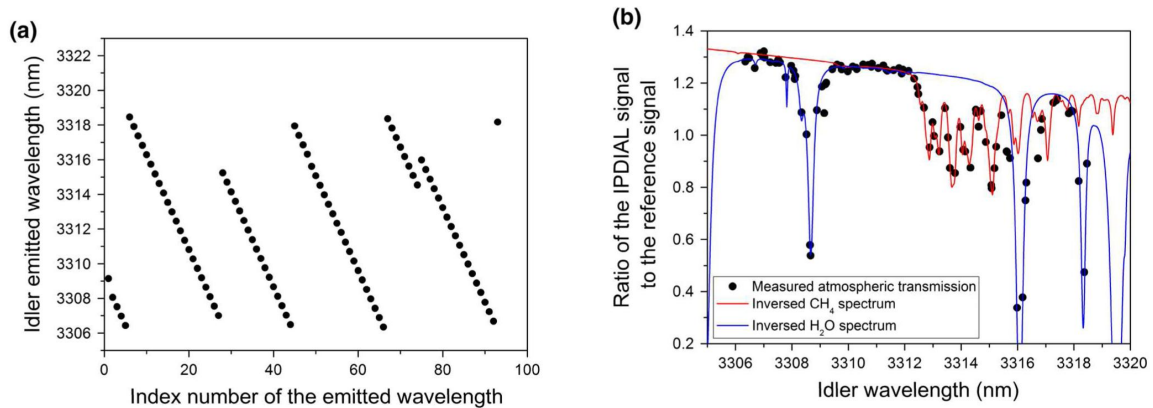 (a)
3322
3320
3318
3316
3314
3312
3310
3308
3306
Idler emitted wavelength (nm)
0 20 40 60 80 100
Index number of the emitted wavelength
(b)
1.4
1.2
1.0
0.8
0.6
0.4
0.2
Ratio of the IPDIAL signal
to the reference signal
Measured atmospheric transmission
Inversed CH₄ spectrum
Inversed H₂O spectrum
3306 3308 3310 3312 3314 3316 3318 3320
Idler wavelength (nm)